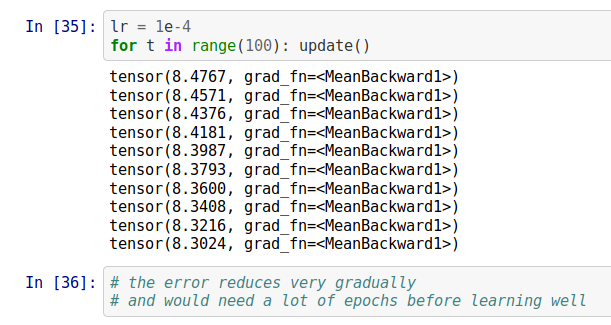 In [35]: lr = 1e-4
for t in range(100): update()
tensor(8.4767, grad_fn=<MeanBackward1>)
tensor(8.4571, grad_fn=<MeanBackward1>)
tensor(8.4376, grad_fn=<MeanBackward1>)
tensor(8.4181, grad_fn=<MeanBackward1>)
tensor(8.3987, grad_fn=<MeanBackward1>)
tensor(8.3793, grad_fn=<MeanBackward1>)
tensor(8.3600, grad_fn=<MeanBackward1>)
tensor(8.3408, grad_fn=<MeanBackward1>)
tensor(8.3216, grad_fn=<MeanBackward1>)
tensor(8.3024, grad_fn=<MeanBackward1>)
In [36]: # the error reduces very gradually
# and would need a lot of epochs before learning well